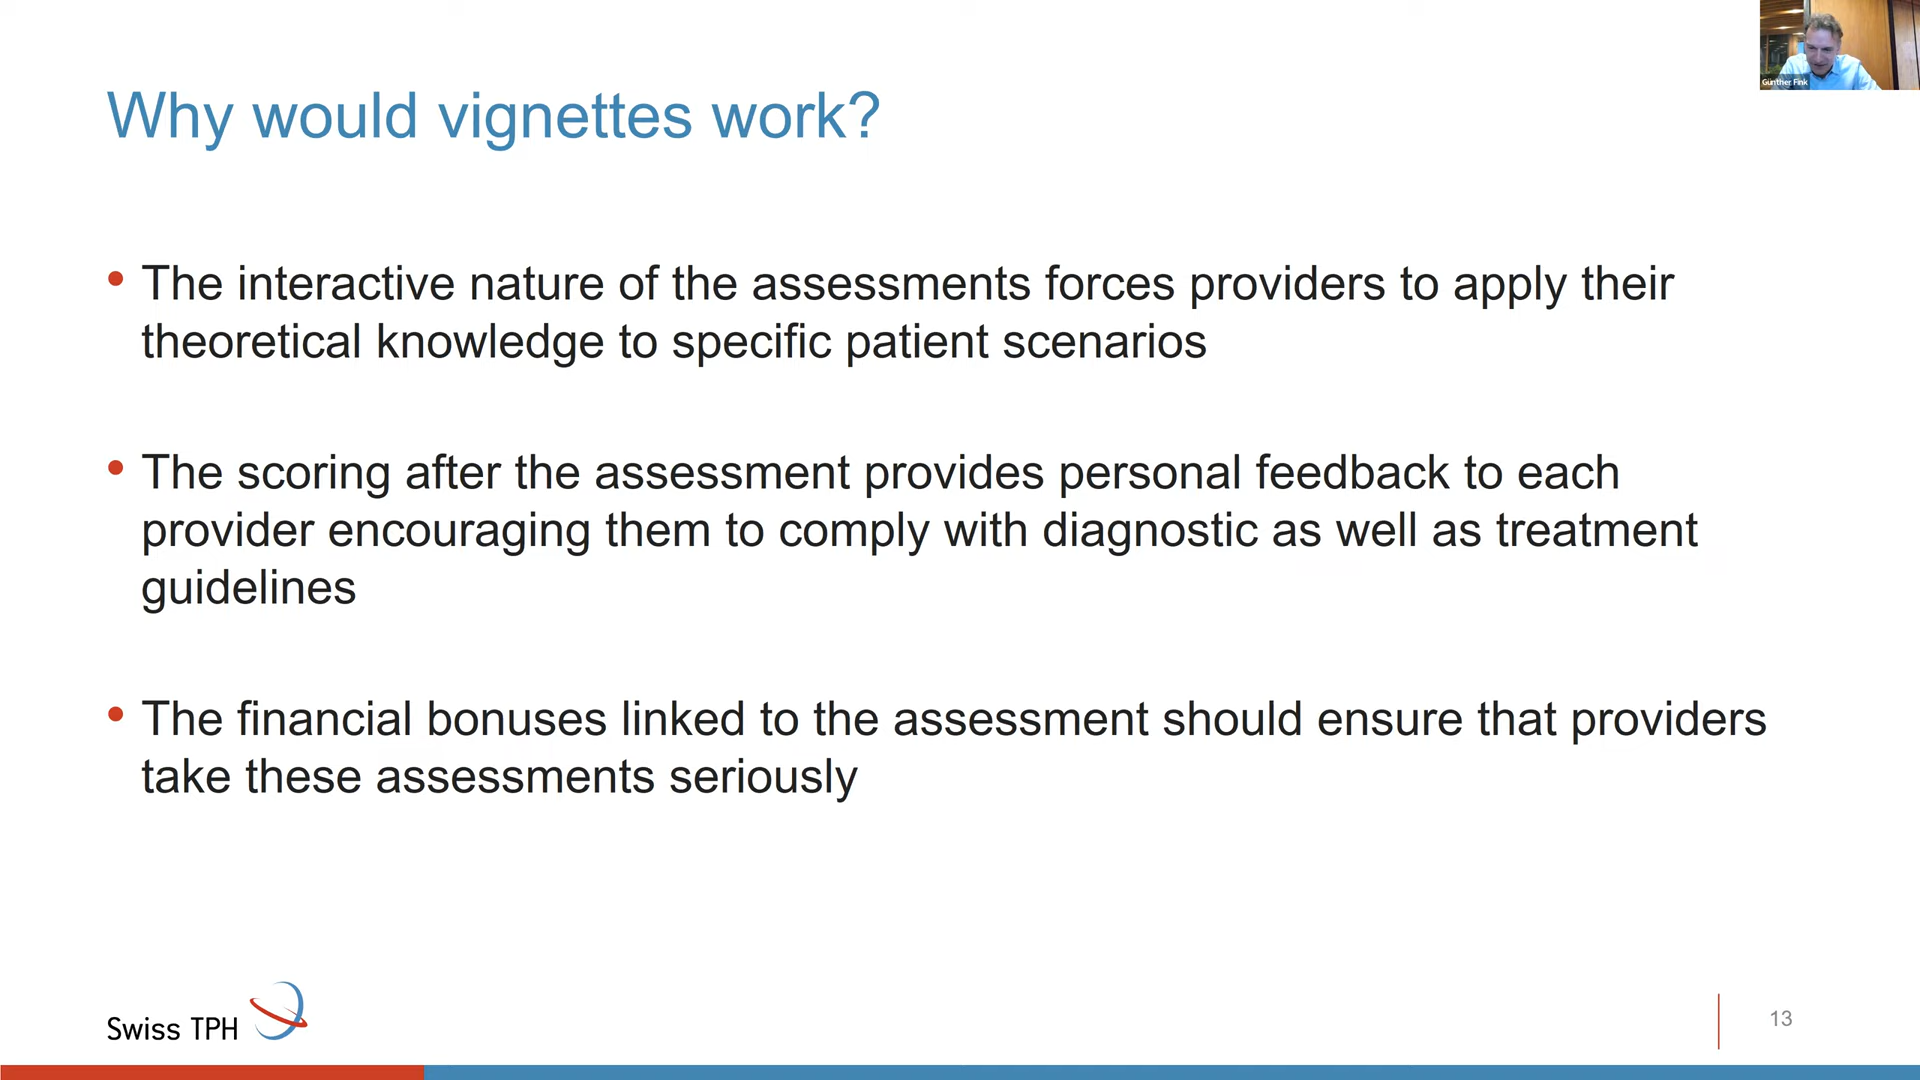 Günther Fink
Why would vignettes work?
• The interactive nature of the assessments forces providers to apply their
theoretical knowledge to specific patient scenarios
• The scoring after the assessment provides personal feedback to each
provider encouraging them to comply with diagnostic as well as treatment
guidelines
• The financial bonuses linked to the assessment should ensure that providers
take these assessments seriously
Swiss TPH
13